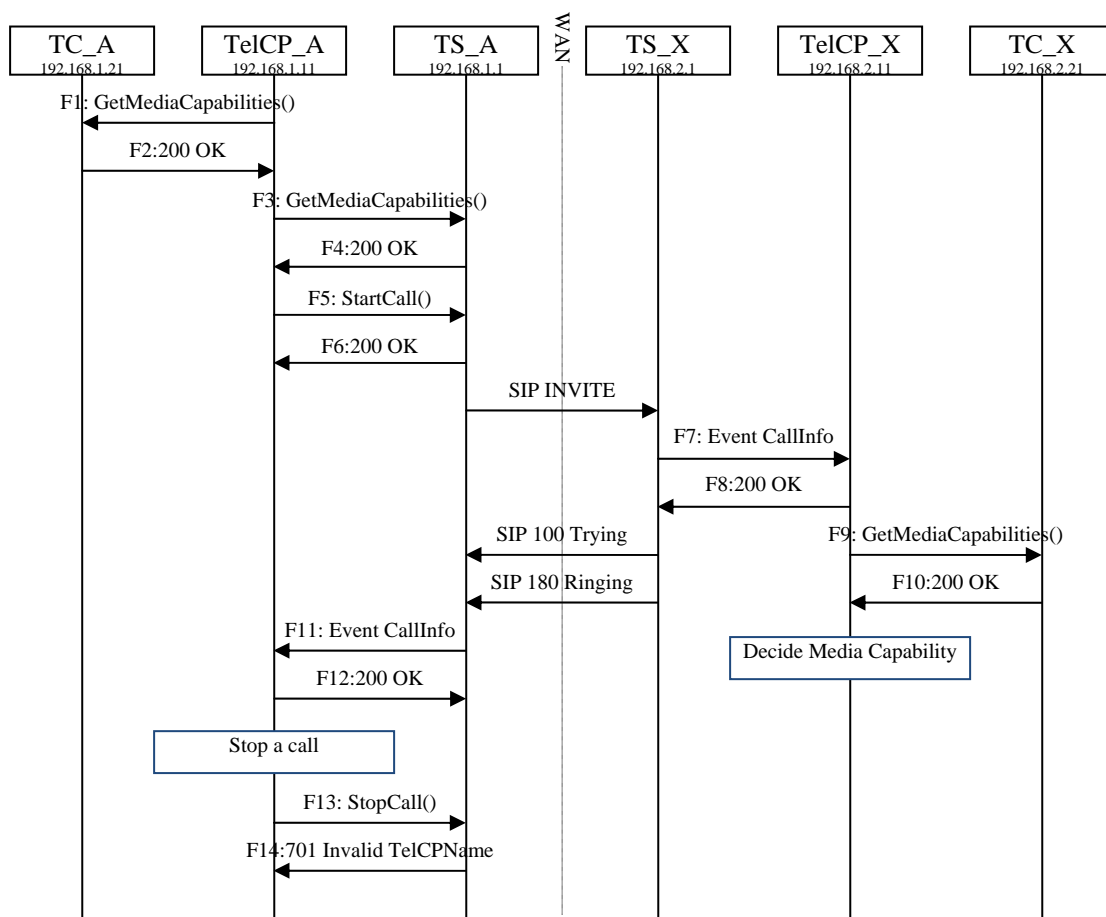 WAN
TC_A
192.168.1.21
TelCP_A
192.168.1.11
TS_A
192.168.1.1
TS_X
192.168.2.1
TelCP_X
192.168.2.11
TC_X
192.168.2.21
F1: GetMediaCapabilities()
F2:200 OK
F3: GetMediaCapabilities()
F4:200 OK
F5: StartCall()
F6:200 OK
SIP INVITE
F7: Event CallInfo
F8:200 OK
SIP 100 Trying
F9: GetMediaCapabilities()
SIP 180 Ringing
F10:200 OK
F11: Event CallInfo
Decide Media Capability
F12:200 OK
Stop a call
F13: StopCall()
F14:701 Invalid TelCPName